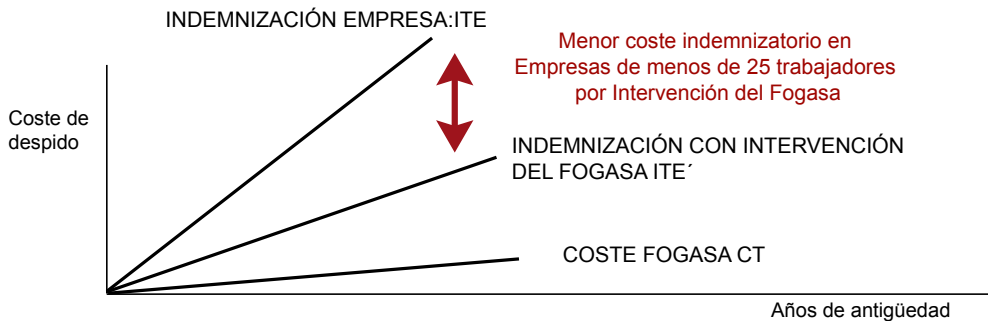 INDEMNIZACIÓN EMPRESA:ITE
Menor coste indemnizatorio en
Empresas de menos de 25 trabajadores
por Intervención del Fogasa
Coste de
despido
INDEMNIZACIÓN CON INTERVENCIÓN
DEL FOGASA ITE´
COSTE FOGASA CT
Años de antigüedad